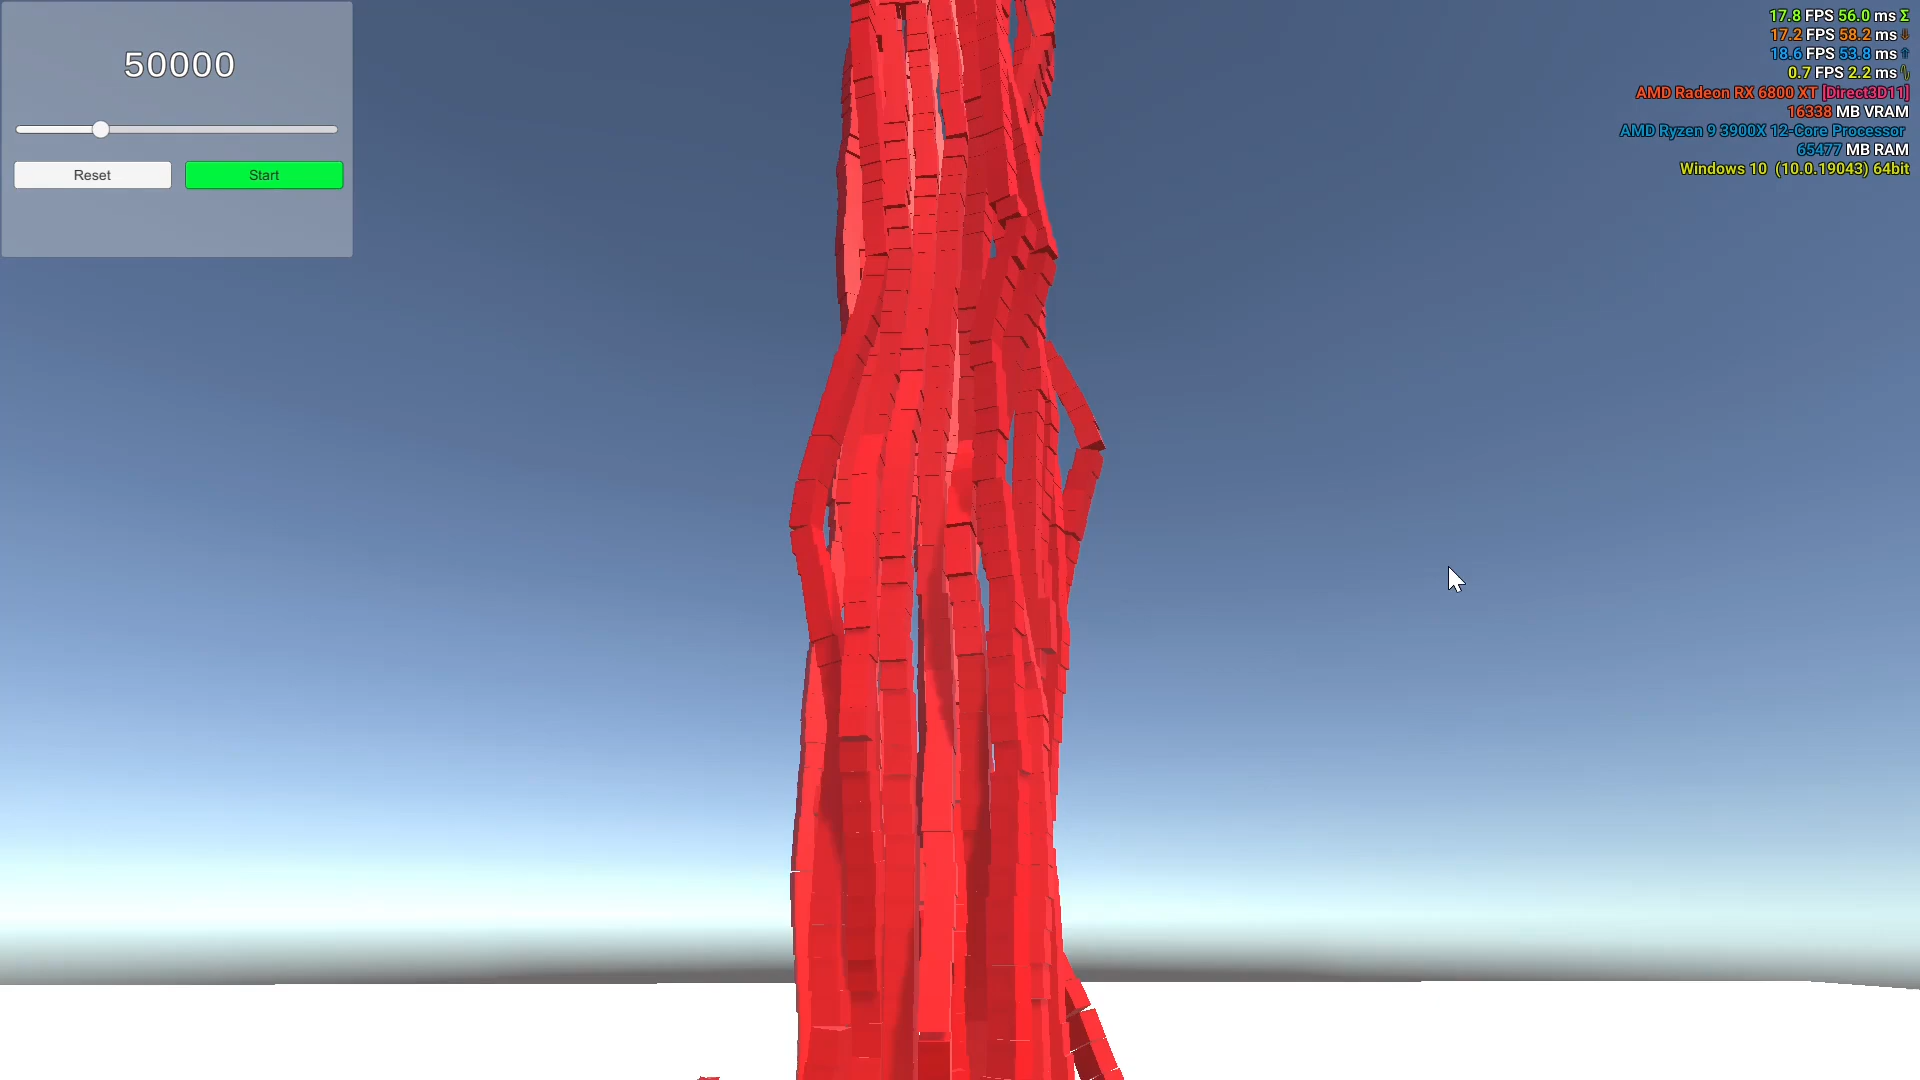 50000
Reset
Start
17.8 FPS 56.0 ms Σ
17.2 FPS 58.2 ms ⇓
18.6 FPS 53.8 ms ⇑
0.7 FPS 2.2 ms
AMD Radeon RX 6800 XT [Direct3D11]
16338 MB VRAM
AMD Ryzen 9 3900X 12-Core Processor
65477 MB RAM
Windows 10 (10.0.19043) 64bit